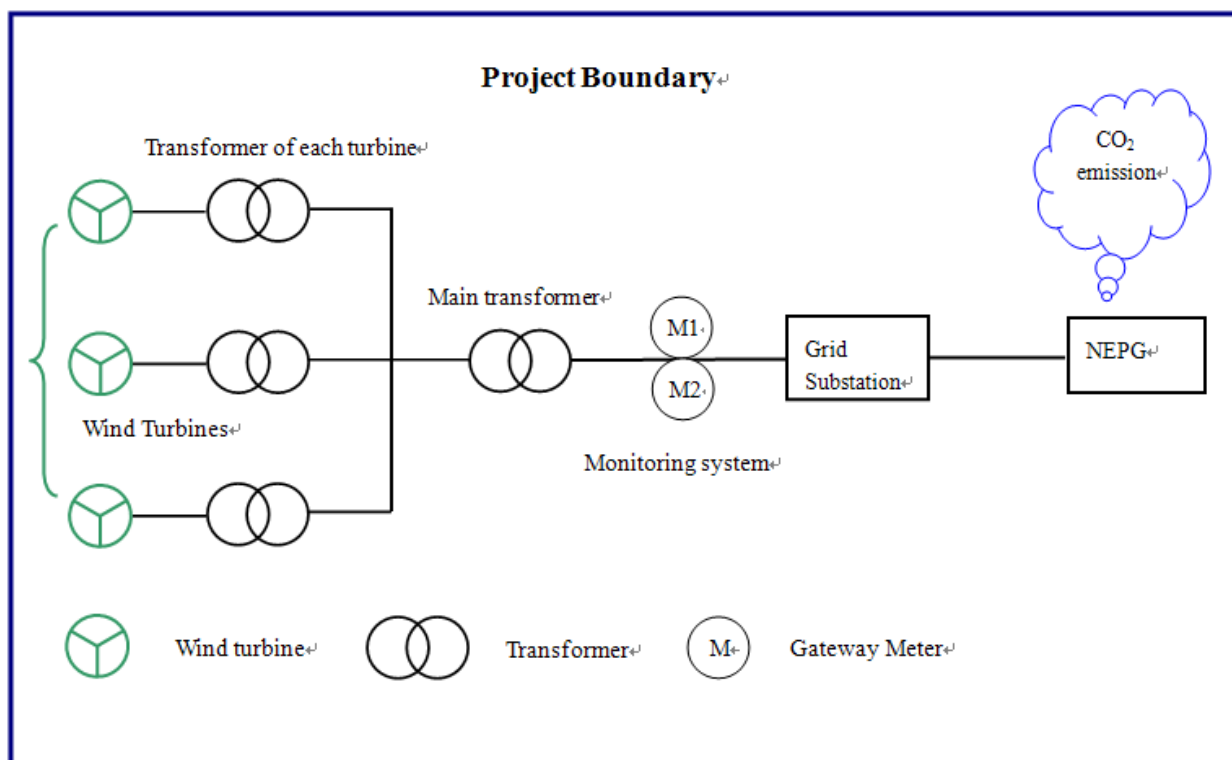 Project Boundary↵
Transformer of each turbine↵
CO₂
emission↵
Main transformer↵
M1↵
M2↵
Grid
Substation↵
NEPG↵
Wind Turbines↵
Monitoring system↵
Wind turbine↵
Transformer↵
M↵
Gateway Meter↵